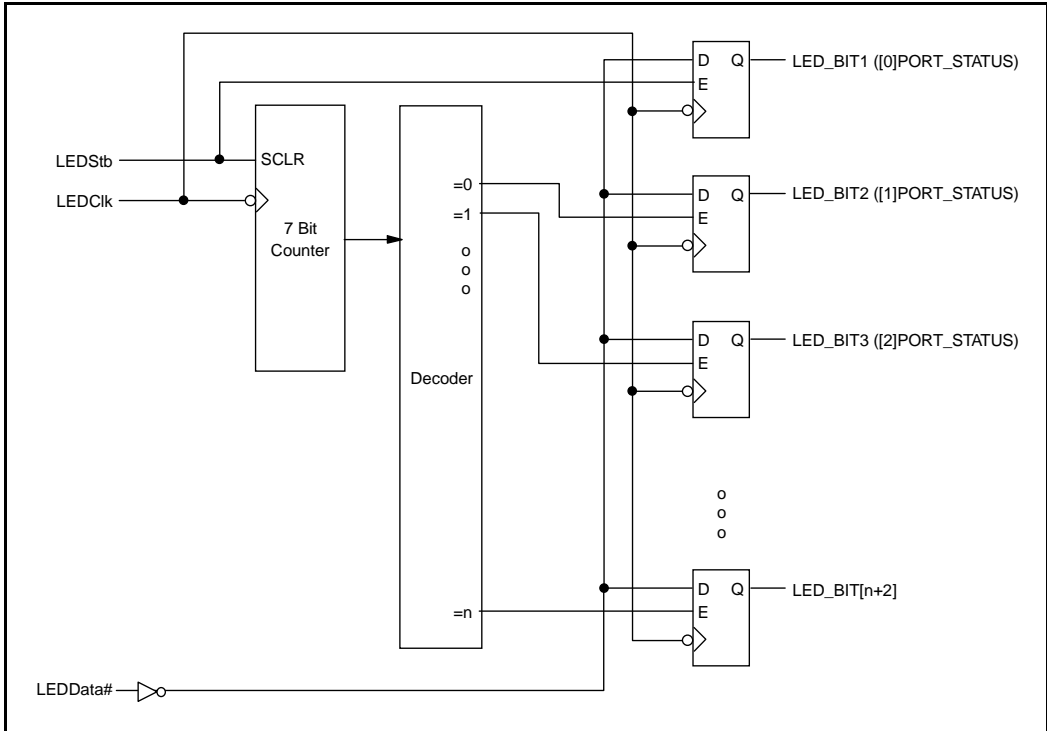 LEDStb
LEDClk
SCLR
7 Bit
Counter
=0
=1
o
o
o
Decoder
=n
LEDData#
D Q
E
LED_BIT1 ([0]PORT_STATUS)
D Q
E
LED_BIT2 ([1]PORT_STATUS)
D Q
E
LED_BIT3 ([2]PORT_STATUS)
o
o
o
D Q
E
LED_BIT[n+2]